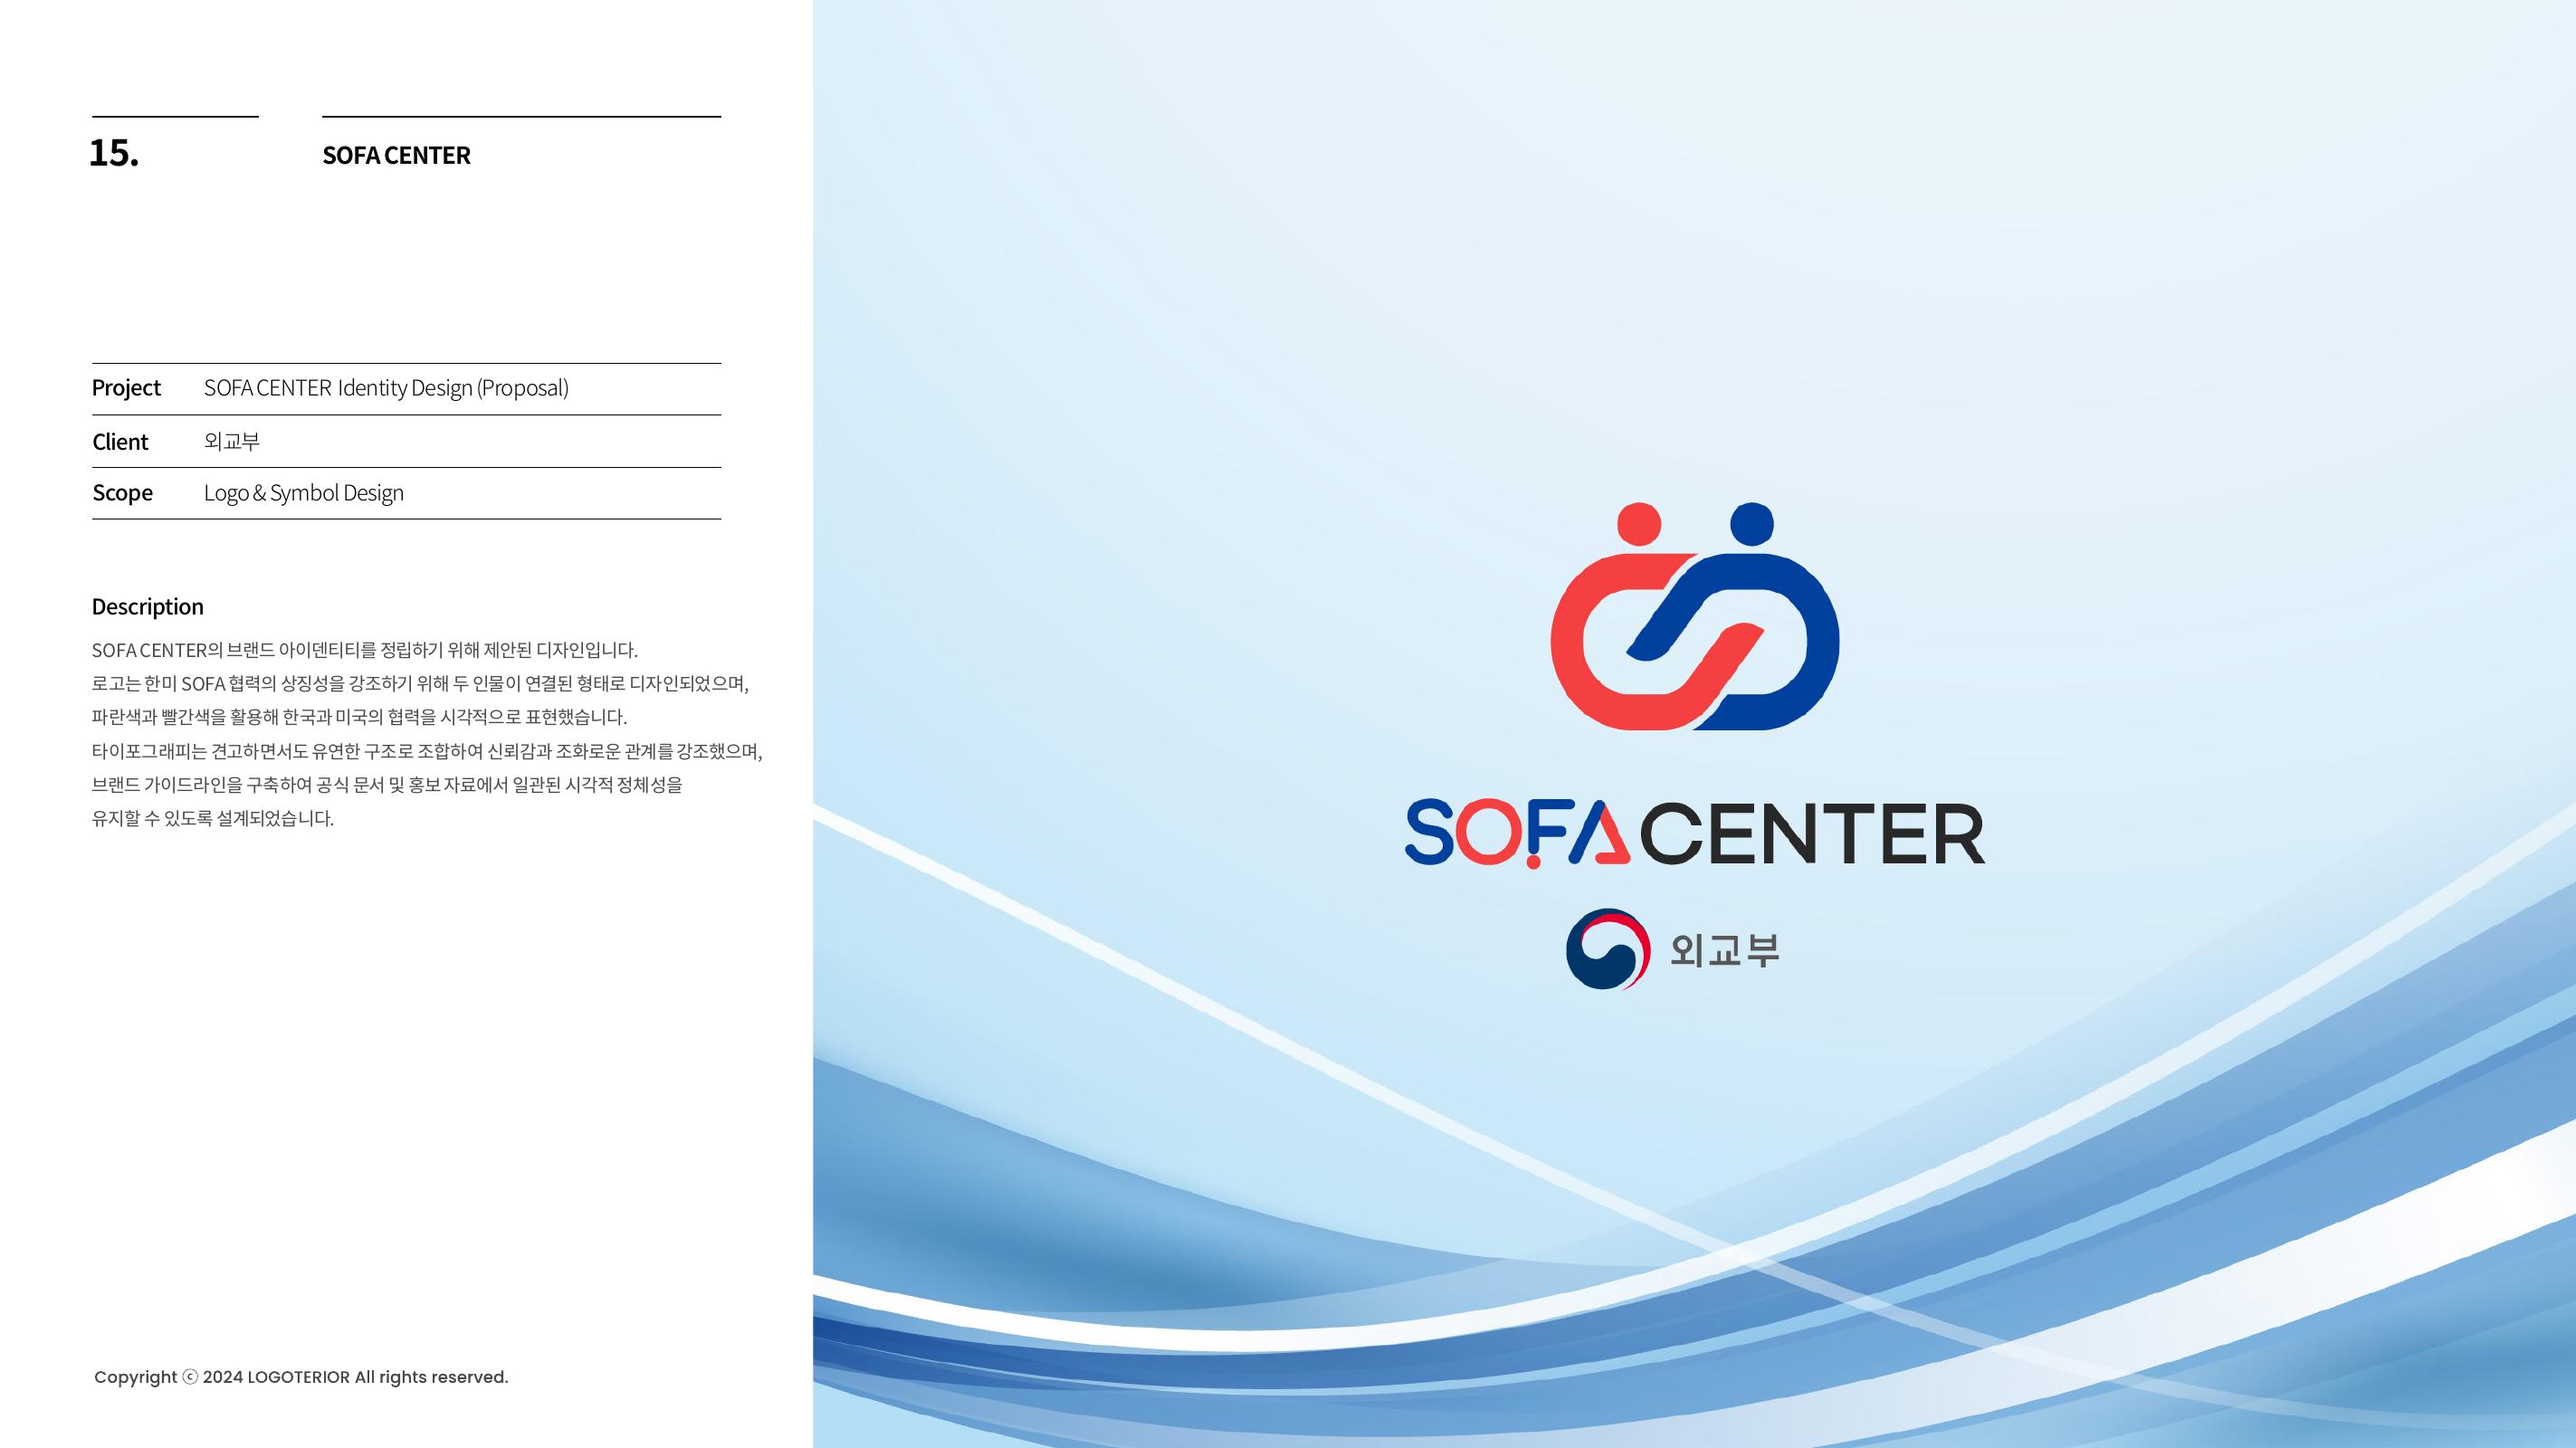 15.
SOFA CENTER
Project SOFA CENTER Identity Design (Proposal)
Client 외교부
Scope Logo & Symbol Design
Description
SOFA CENTER의 브랜드 아이덴티티를 정립하기 위해 제안된 디자인입니다.
로고는 한미 SOFA 협력의 상징성을 강조하기 위해 두 인물이 연결된 형태로 디자인되었으며,
파란색과 빨간색을 활용해 한국과 미국의 협력을 시각적으로 표현했습니다.
타이포그래피는 견고하면서도 유연한 구조로 조합하여 신뢰감과 조화로운 관계를 강조했으며,
브랜드 가이드라인을 구축하여 공식 문서 및 홍보 자료에서 일관된 시각적 정체성을
유지할 수 있도록 설계되었습니다.
Copyright ⓒ 2024 LOGOTERIOR All rights reserved.
SOFA CENTER
외교부